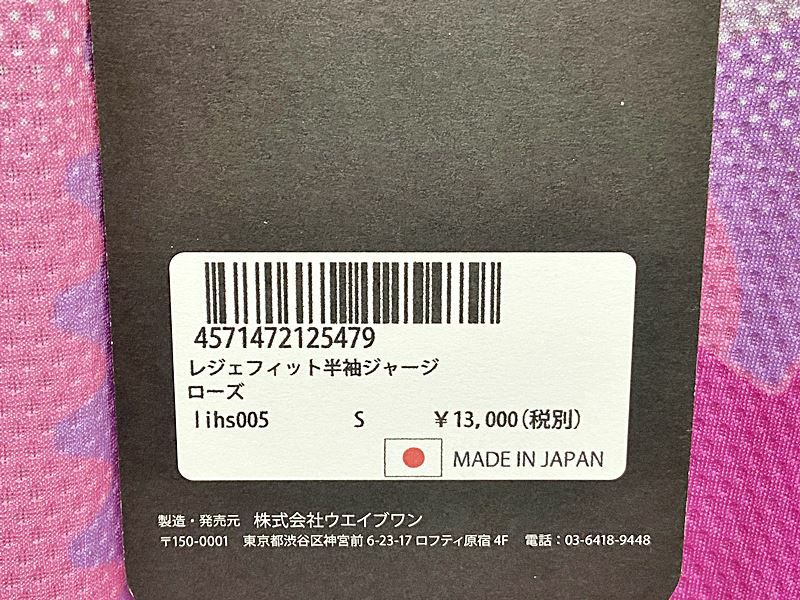 4571472125479
レジェフィット半袖ジャージ
ローズ
lihs005 S ￥13,000(税別)
MADE IN JAPAN
製造・発売元 株式会社ウエイブワン
〒150-0001 東京都渋谷区神宮前 6-23-17 ロフティ原宿 4F 電話：03-6418-9448